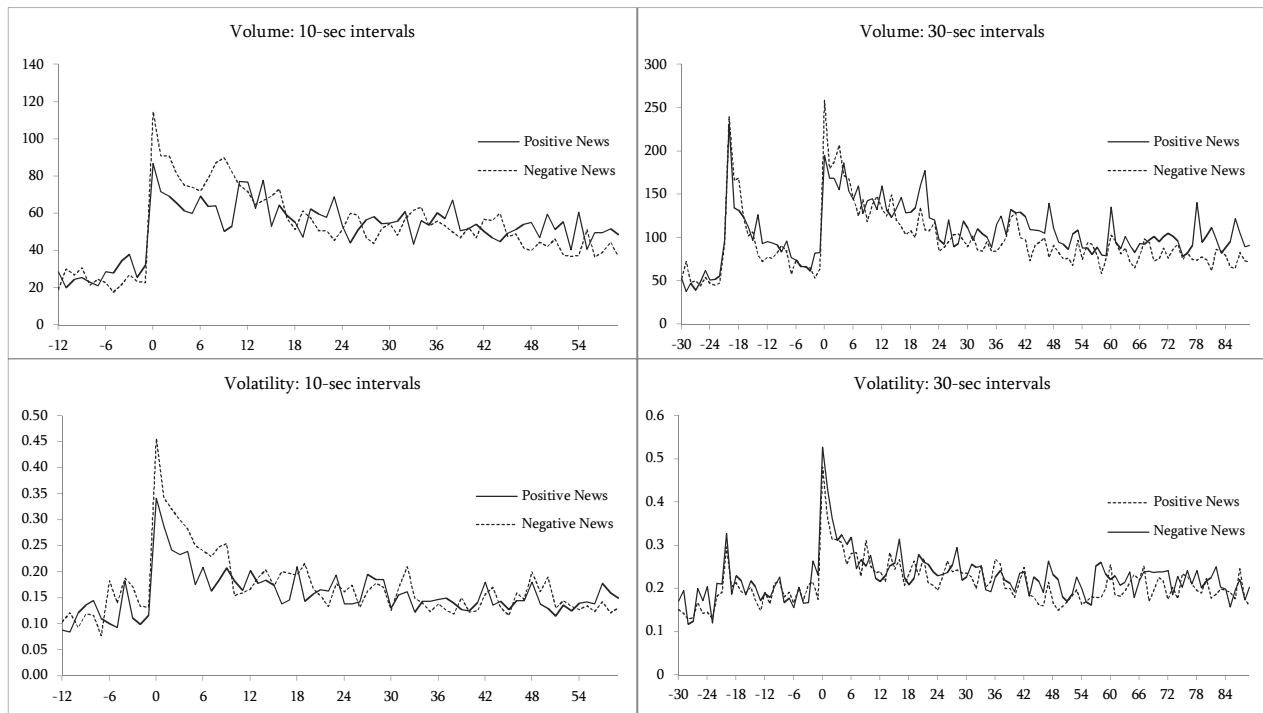 Volume: 10-sec intervals
140
120
100
80
60
40
20
0
-12 -6 0 6 12 18 24 30 36 42 48 54
Positive News
Negative News
Volume: 30-sec intervals
300
250
200
150
100
50
0
-30 -24 -18 -12 -6 0 6 12 18 24 30 36 42 48 54 60 66 72 78 84
Positive News
Negative News
Volatility: 10-sec intervals
0.50
0.45
0.40
0.35
0.30
0.25
0.20
0.15
0.10
0.05
0.00
-12 -6 0 6 12 18 24 30 36 42 48 54
Positive News
Negative News
Volatility: 30-sec intervals
0.6
0.5
0.4
0.3
0.2
0.1
0
-30 -24 -18 -12 -6 0 6 12 18 24 30 36 42 48 54 60 66 72 78 84
Positive News
Negative News